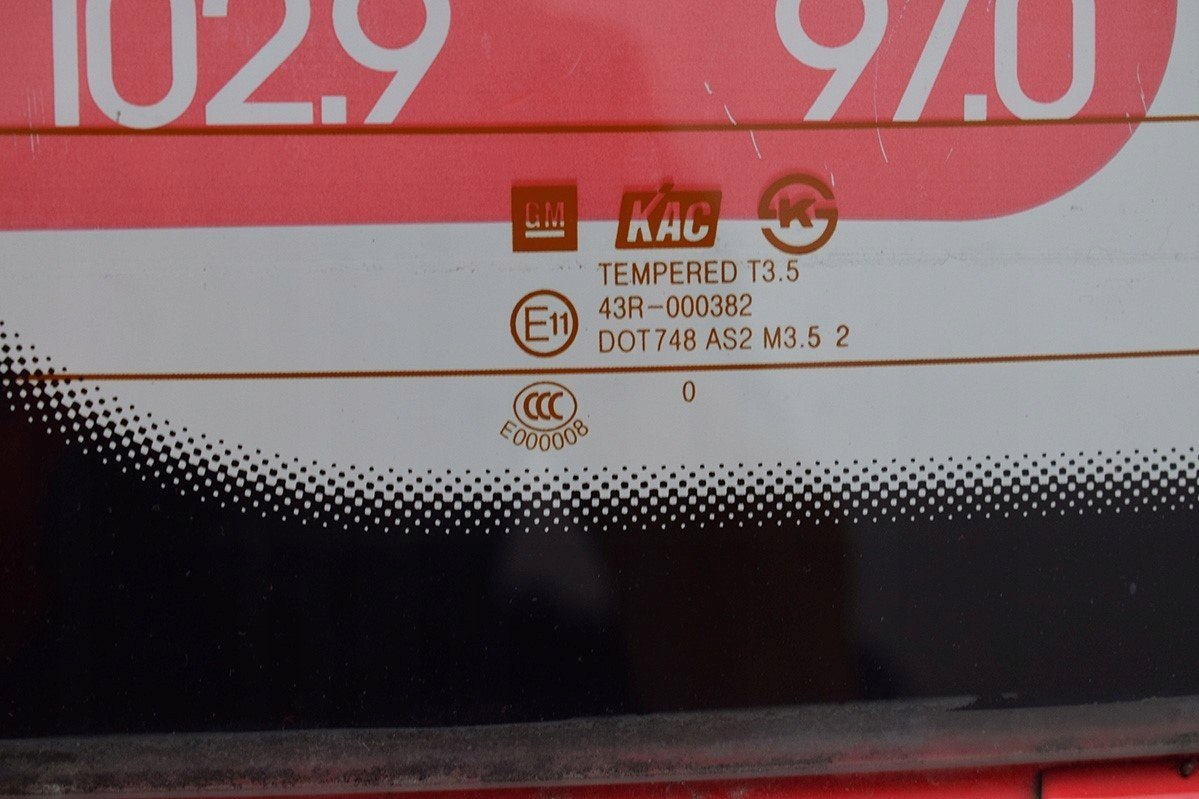 102.9 97.0
GM KAC K
TEMPERED T3.5
E11 43R-000382
DOT748 AS2 M3.5 2
CCC 0
E000008